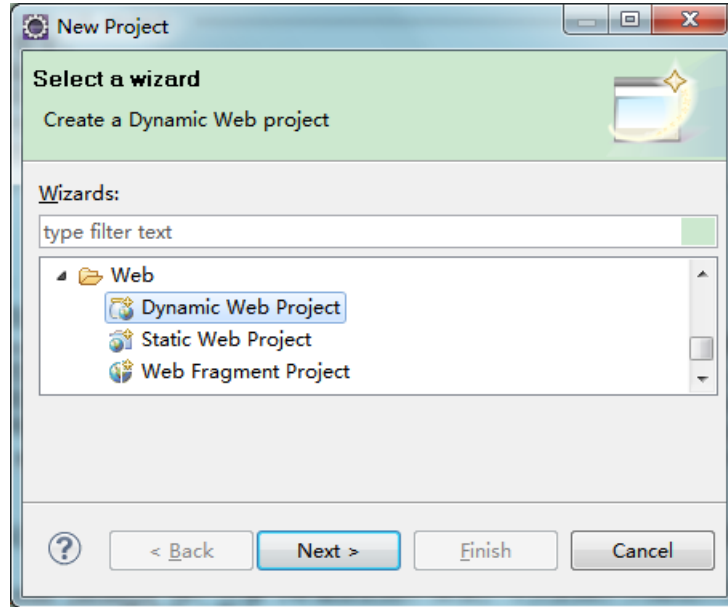 New Project
Select a wizard
Create a Dynamic Web project
Wizards:
type filter text
Web
Dynamic Web Project
Static Web Project
Web Fragment Project
? < Back Next > Finish Cancel